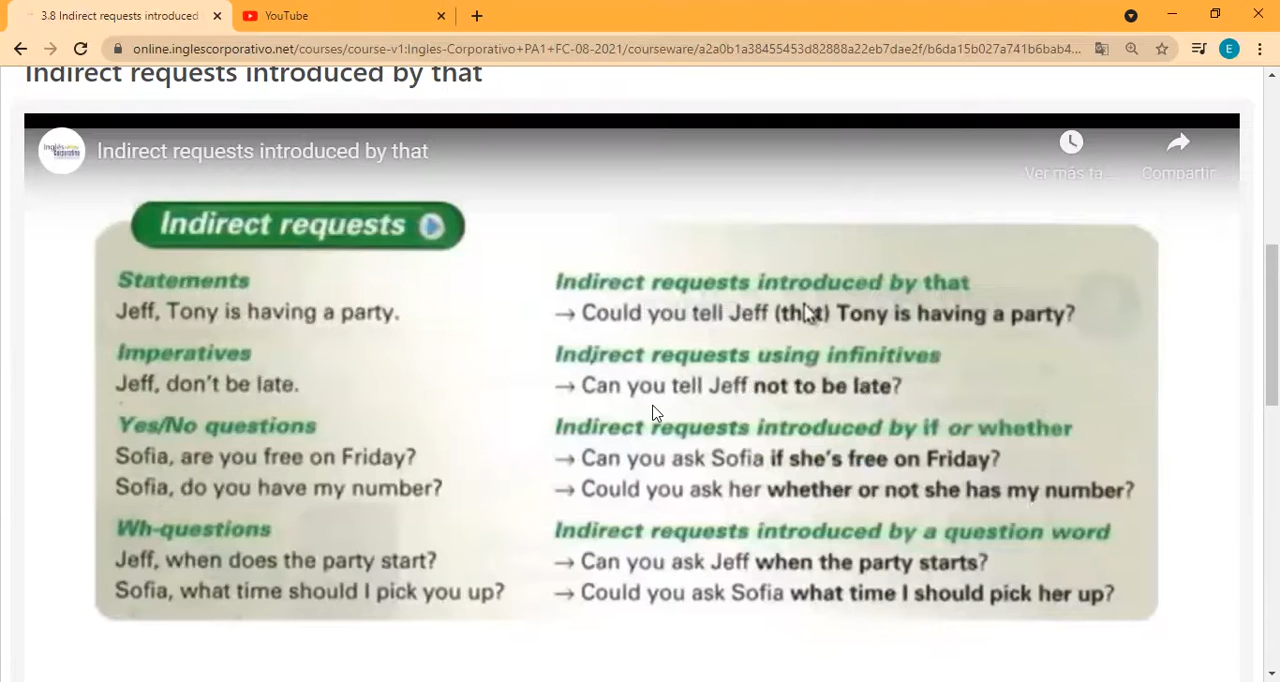 3.8 Indirect requests introduced
YouTube
online.inglescorporativo.net/courses/course-v1:Ingles-Corporativo+PA1+FC-08-2021/courseware/a2a0b1a38455453d82888a22eb7dae2f/b6da15b027a741b6bab4...
E
Indirect requests introduced by that
Indirect requests introduced by that
Ver más ta...
Compartir
Indirect requests
Statements
Indirect requests introduced by that
Jeff, Tony is having a party.
→ Could you tell Jeff (that) Tony is having a party?
Imperatives
Indirect requests using infinitives
Jeff, don't be late.
→ Can you tell Jeff not to be late?
Yes/No questions
Indirect requests introduced by if or whether
Sofia, are you free on Friday?
→ Can you ask Sofia if she's free on Friday?
Sofia, do you have my number?
→ Could you ask her whether or not she has my number?
Wh-questions
Indirect requests introduced by a question word
Jeff, when does the party start?
→ Can you ask Jeff when the party starts?
Sofia, what time should I pick you up?
→ Could you ask Sofia what time I should pick her up?